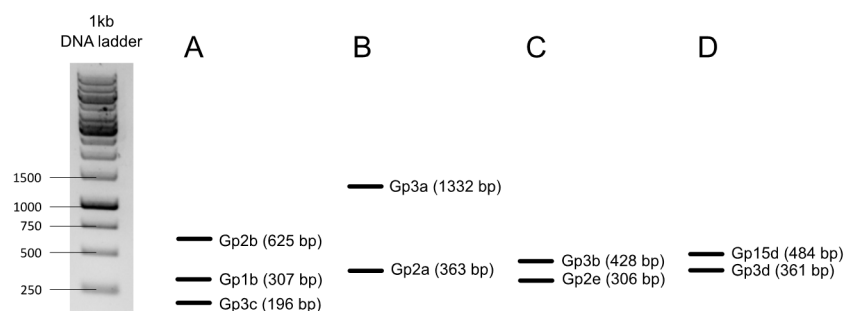 1kb
DNA ladder
A
B
C
D
1500
1000
750
500
250
Gp2b (625 bp)
Gp1b (307 bp)
Gp3c (196 bp)
Gp3a (1332 bp)
Gp2a (363 bp)
Gp3b (428 bp)
Gp2e (306 bp)
Gp15d (484 bp)
Gp3d (361 bp)